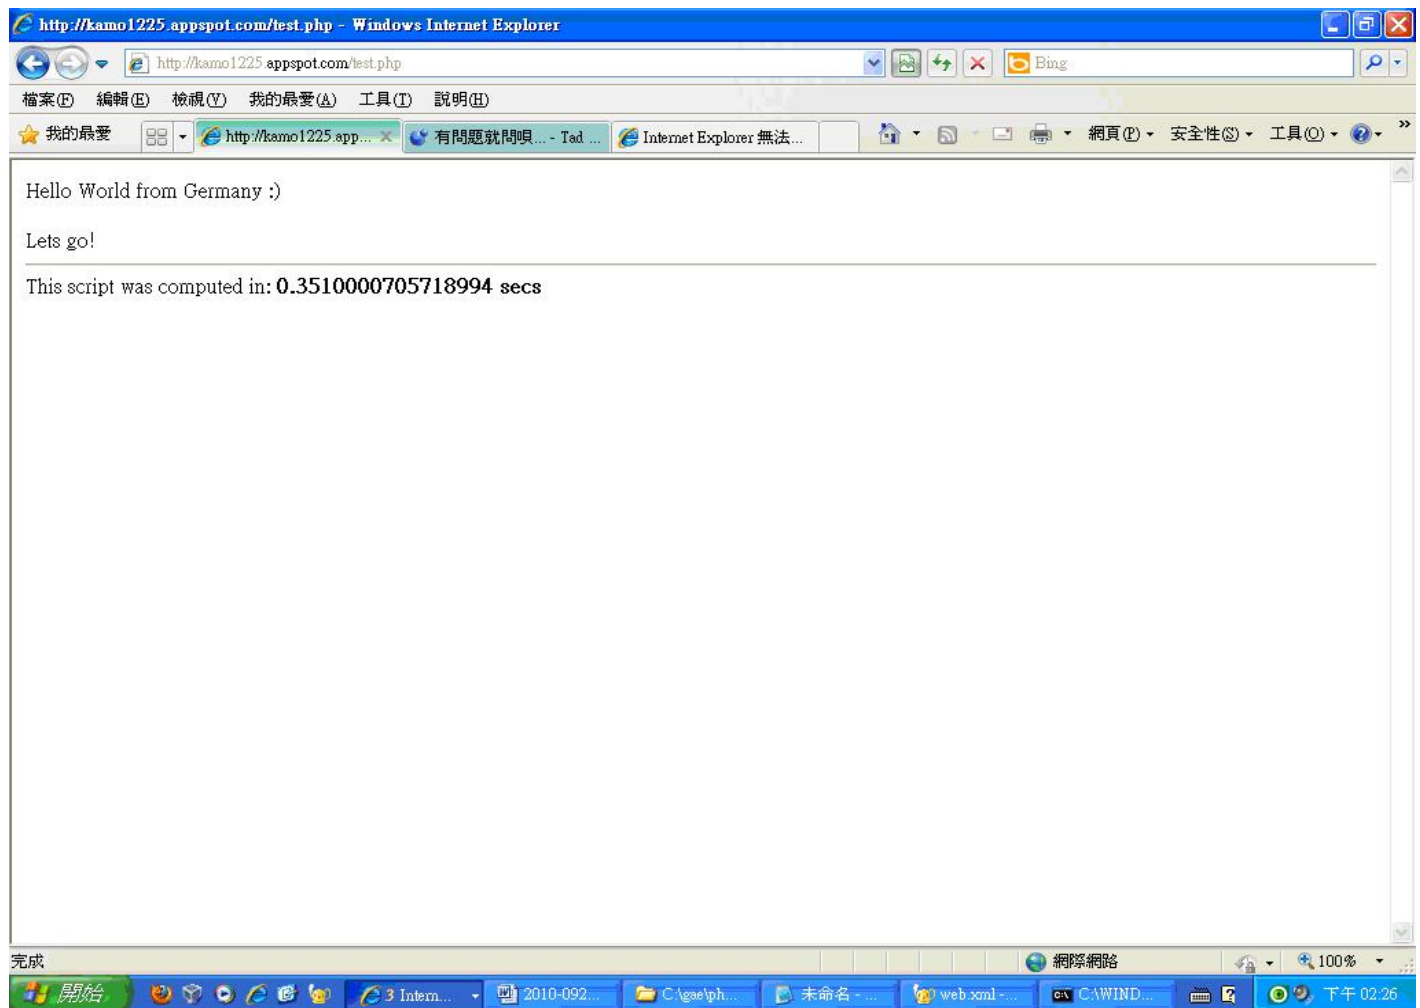 http://kamo1225.appspot.com/test.php - Windows Internet Explorer
http://kamo1225.appspot.com/test.php
Bing
檔案(F) 編輯(E) 檢視(V) 我的最愛(A) 工具(T) 說明(H)
我的最愛 http://kamo1225.app... 有問題就問唄... - Tad ... Internet Explorer 無法... 網頁(P) 安全性(S) 工具(O) »
Hello World from Germany :)
Lets go!
This script was computed in: 0.3510000705718994 secs
完成 網際網路 100%
開始 3 Intern... 2010-092... C:\gae\ph... 未命名 - ... web.xml -... C:\WIND... 下午 02:26